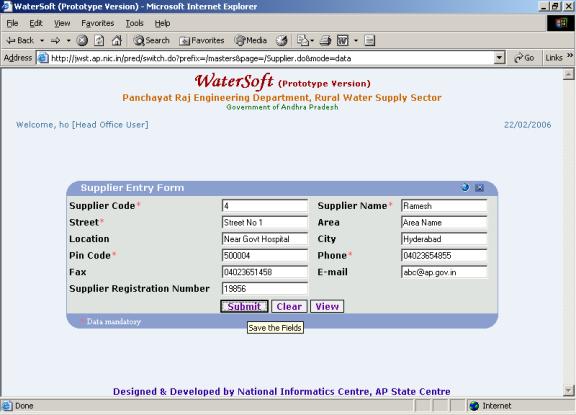 WaterSoft (Prototype Version) - Microsoft Internet Explorer
File Edit View Favorites Tools Help
Back Search Favorites Media
Address http://jwst.ap.nic.in/pred/switch.do?prefix=/masters&page=/Supplier.do&mode=data Go Links »
WaterSoft (Prototype Version)
Panchayat Raj Engineering Department, Rural Water Supply Sector
Government of Andhra Pradesh
Welcome, ho [Head Office User] 22/02/2006
Supplier Entry Form
Supplier Code* 4 Supplier Name* Ramesh
Street* Street No 1 Area Area Name
Location Near Govt Hospital City Hyderabad
Pin Code* 500004 Phone* 04023654855
Fax 04023651458 E-mail abc@ap.gov.in
Supplier Registration Number 19856
Submit Clear View
* Data mandatory
Save the Fields
Designed & Developed by National Informatics Centre, AP State Centre
Done Internet